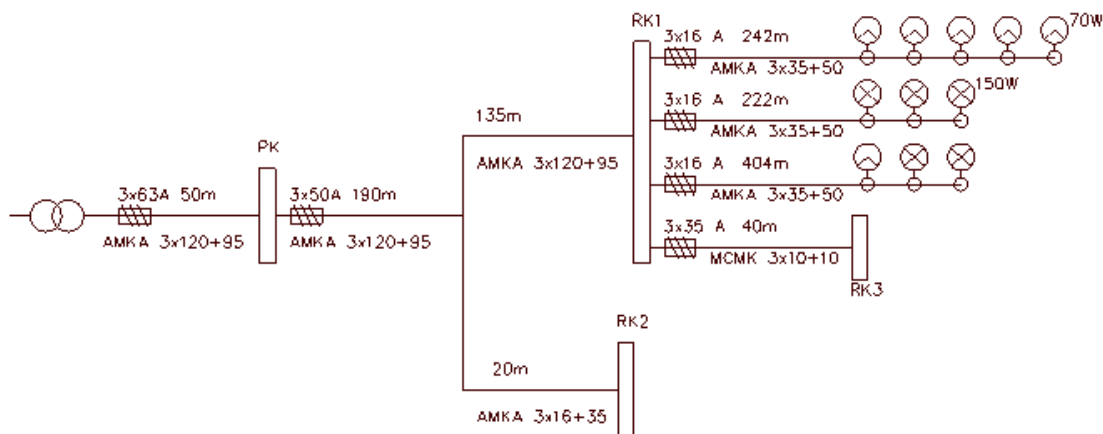 RK1
3x16 A 242m
70W
AMKA 3x35+50
150W
3x16 A 222m
AMKA 3x35+50
135m
AMKA 3x120+95
3x16 A 404m
AMKA 3x35+50
PK
3x63A 50m
AMKA 3x120+95
3x50A 190m
AMKA 3x120+95
3x35 A 40m
MCMK 3x10+10
RK3
RK2
20m
AMKA 3x16+35